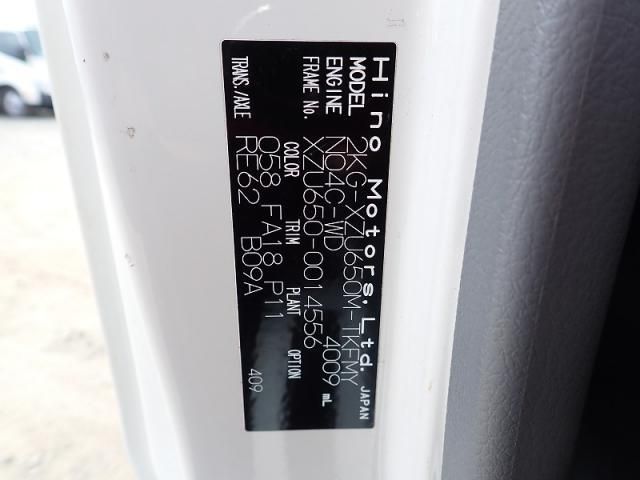 Hino Motors, Ltd. JAPAN
MODEL 2KG-XZU650M-TKFMY
ENGINE N04C-WD 4009 mL
FRAME No. XZU650-0014556
COLOR TRIM PLANT OPTION
058 FA18 P11
TRANS./AXLE RE62 B09A
409